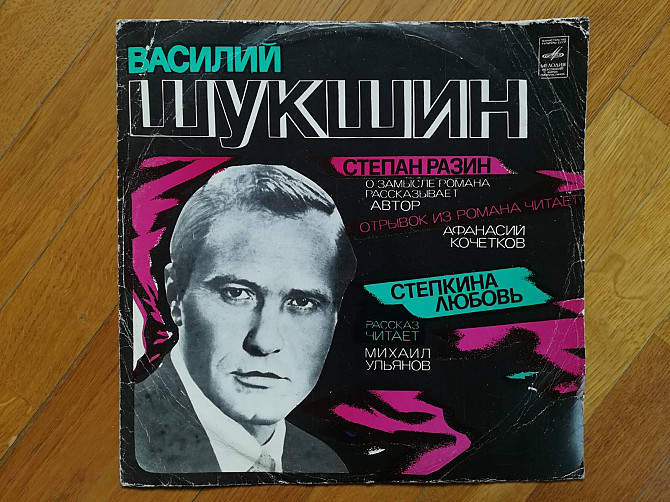 ВАСИЛИЙ
ШУКШИН
МЕЛОДИЯ
СТЕПАН РАЗИН
О ЗАМЫСЛЕ РОМАНА
РАССКАЗЫВАЕТ
АВТОР
ОТРЫВОК ИЗ РОМАНА ЧИТАЕТ
АФАНАСИЙ
КОЧЕТКОВ
СТЕПКИНА
ЛЮБОВЬ
РАССКАЗ
ЧИТАЕТ
МИХАИЛ
УЛЬЯНОВ